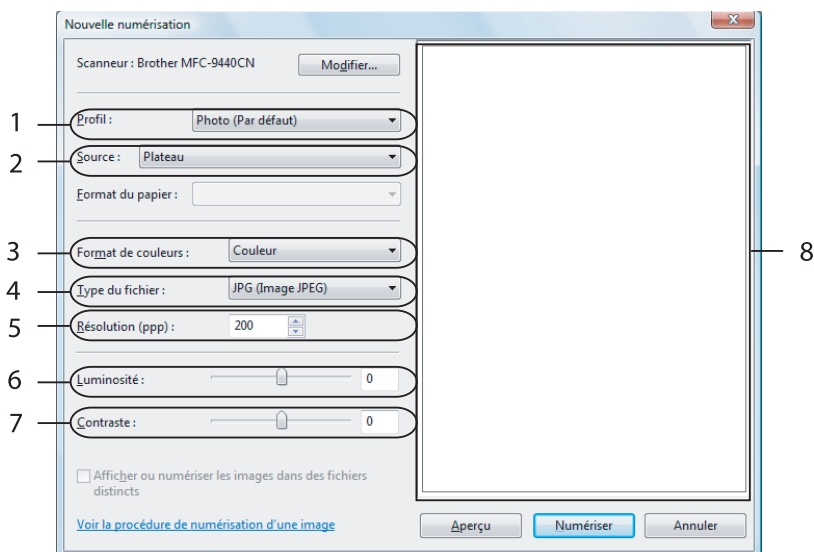 Nouvelle numérisation
Scanneur : Brother MFC-9440CN
Modifier...
1
Profil :
Photo (Par défaut)
2
Source :
Plateau
Format du papier :
3
Format de couleurs :
Couleur
4
Type du fichier :
JPG (Image JPEG)
5
Résolution (ppp) :
200
6
Luminosité :
0
7
Contraste :
0
8
Afficher ou numériser les images dans des fichiers
distincts
Voir la procédure de numérisation d'une image
Aperçu
Numériser
Annuler